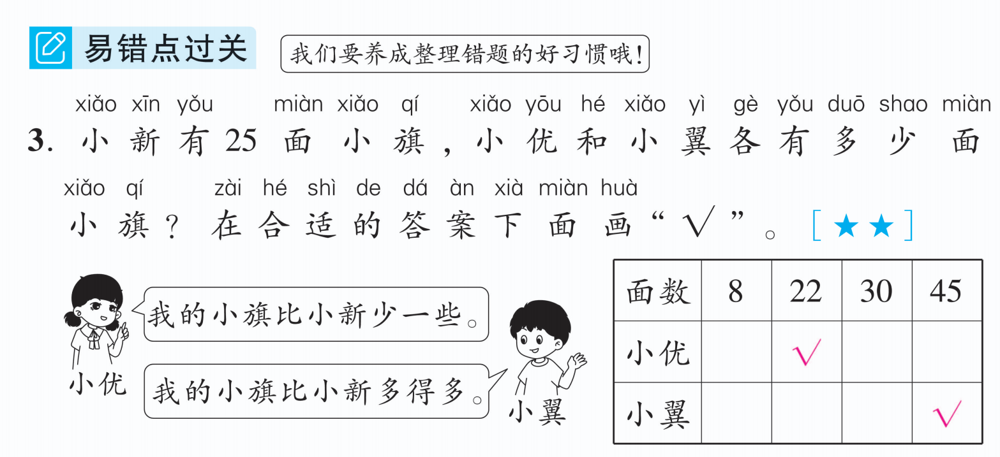 易错点过关 我们要养成整理错题的好习惯哦!
xiǎo xīn yǒu miàn xiǎo qí xiǎo yōu hé xiǎo yì gè yǒu duō shao miàn
3. 小新有25面小旗,小优和小翼各有多少面
xiǎo qí zài hé shì de dá àn xià miàn huà
小旗?在合适的答案下面画“√”。[★★]
我的小旗比小新少一些。
小优
我的小旗比小新多得多。
小翼
面数 8 22 30 45
小优 √
小翼 √